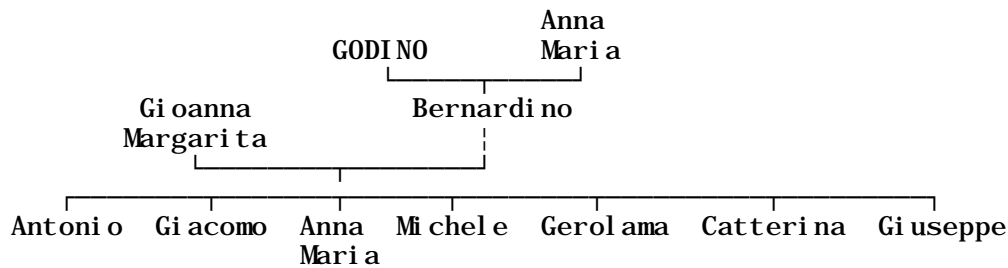 Anna
GODINO Maria
Gioanna Bernardino
Margarita
Antonio Giacomo Anna Michele Gerolama Catterina Giuseppe
Maria